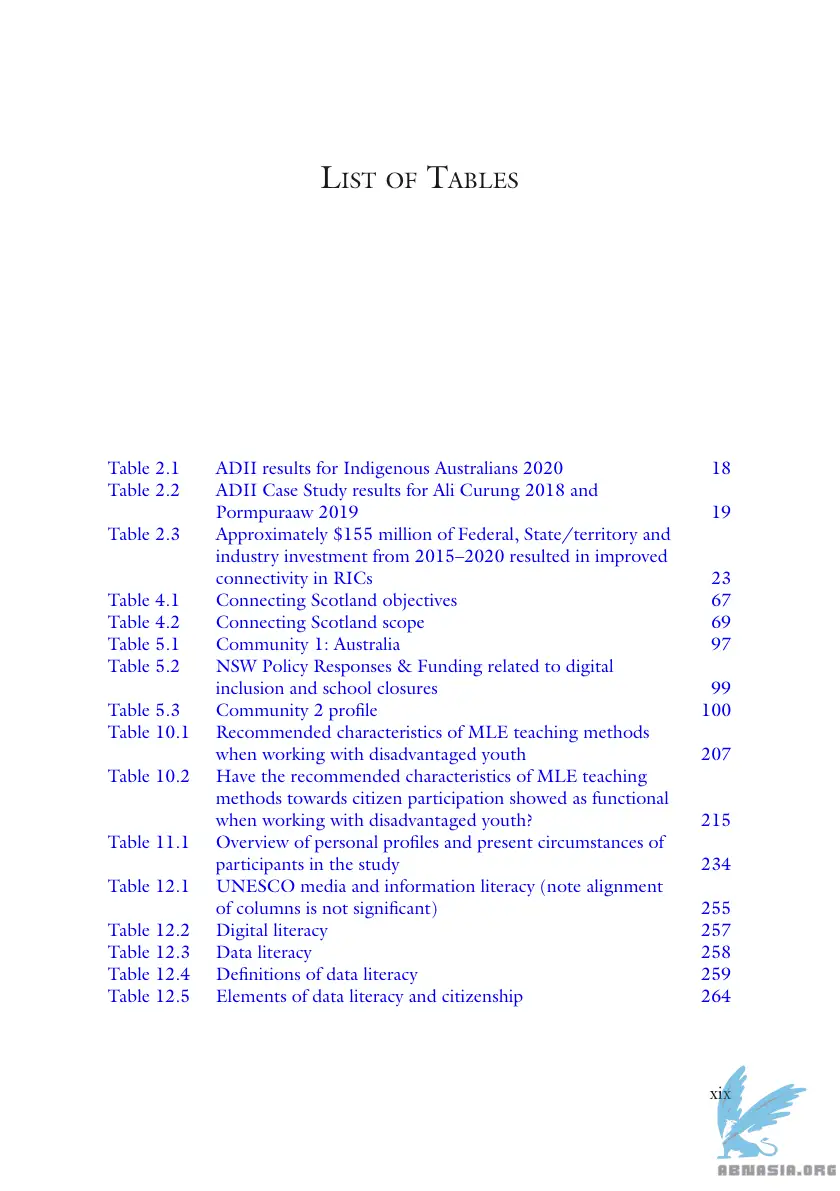 LIST OF TABLES
Table 2.1 ADII results for Indigenous Australians 2020 18
Table 2.2 ADII Case Study results for Ali Curung 2018 and
Pormpuraaw 2019 19
Table 2.3 Approximately $155 million of Federal, State/territory and
industry investment from 2015–2020 resulted in improved
connectivity in RICs 23
Table 4.1 Connecting Scotland objectives 67
Table 4.2 Connecting Scotland scope 69
Table 5.1 Community 1: Australia 97
Table 5.2 NSW Policy Responses & Funding related to digital
inclusion and school closures 99
Table 5.3 Community 2 profile 100
Table 10.1 Recommended characteristics of MLE teaching methods
when working with disadvantaged youth 207
Table 10.2 Have the recommended characteristics of MLE teaching
methods towards citizen participation showed as functional
when working with disadvantaged youth? 215
Table 11.1 Overview of personal profiles and present circumstances of
participants in the study 234
Table 12.1 UNESCO media and information literacy (note alignment
of columns is not significant) 255
Table 12.2 Digital literacy 257
Table 12.3 Data literacy 258
Table 12.4 Definitions of data literacy 259
Table 12.5 Elements of data literacy and citizenship 264
xix
ABNASIA.ORG